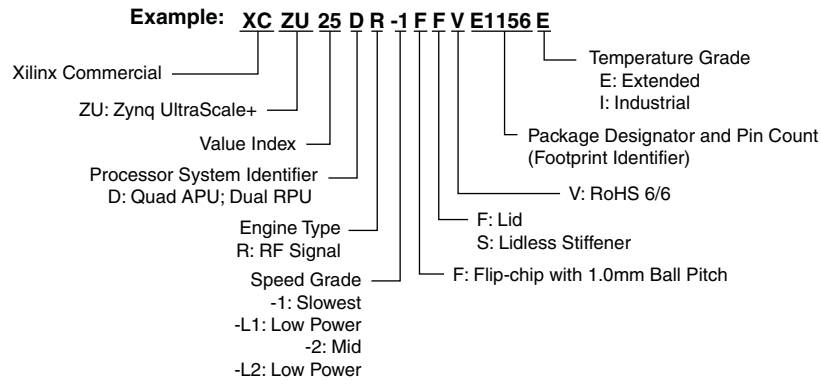 Example: XC ZU 25 D R -1 F F V E1156 E
Xilinx Commercial
ZU: Zynq UltraScale+
Value Index
Processor System Identifier
D: Quad APU; Dual RPU
Engine Type
R: RF Signal
Speed Grade
-1: Slowest
-L1: Low Power
-2: Mid
-L2: Low Power
Temperature Grade
E: Extended
I: Industrial
Package Designator and Pin Count
(Footprint Identifier)
V: RoHS 6/6
F: Lid
S: Lidless Stiffener
F: Flip-chip with 1.0mm Ball Pitch